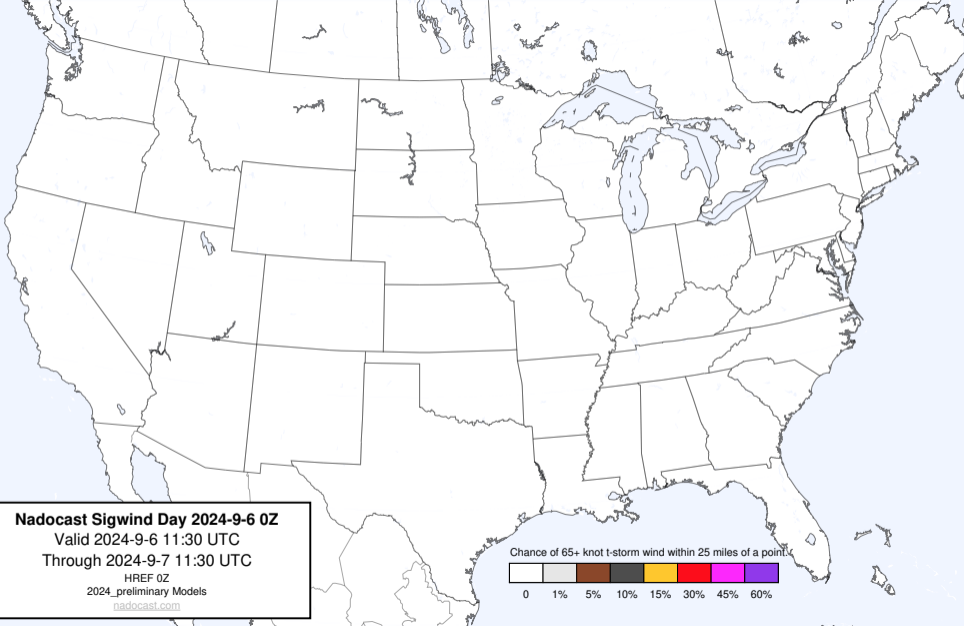 Nadocast Sigwind Day 2024-9-6 0Z
Valid 2024-9-6 11:30 UTC
Through 2024-9-7 11:30 UTC
HREF 0Z
2024_preliminary Models
nadocast.com
Chance of 65+ knot t-storm wind within 25 miles of a point.
0 1% 5% 10% 15% 30% 45% 60%